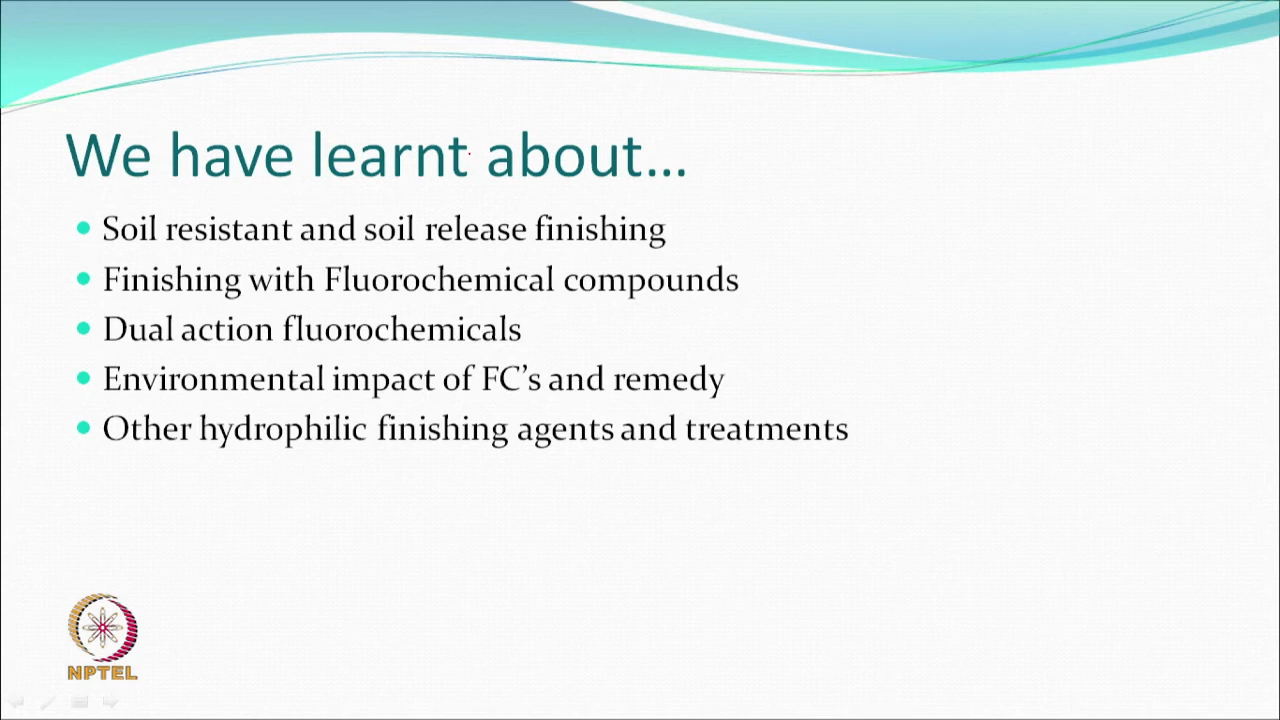 We have learnt about...
Soil resistant and soil release finishing
Finishing with Fluorochemical compounds
Dual action fluorochemicals
Environmental impact of FC’s and remedy
Other hydrophilic finishing agents and treatments
NPTEL